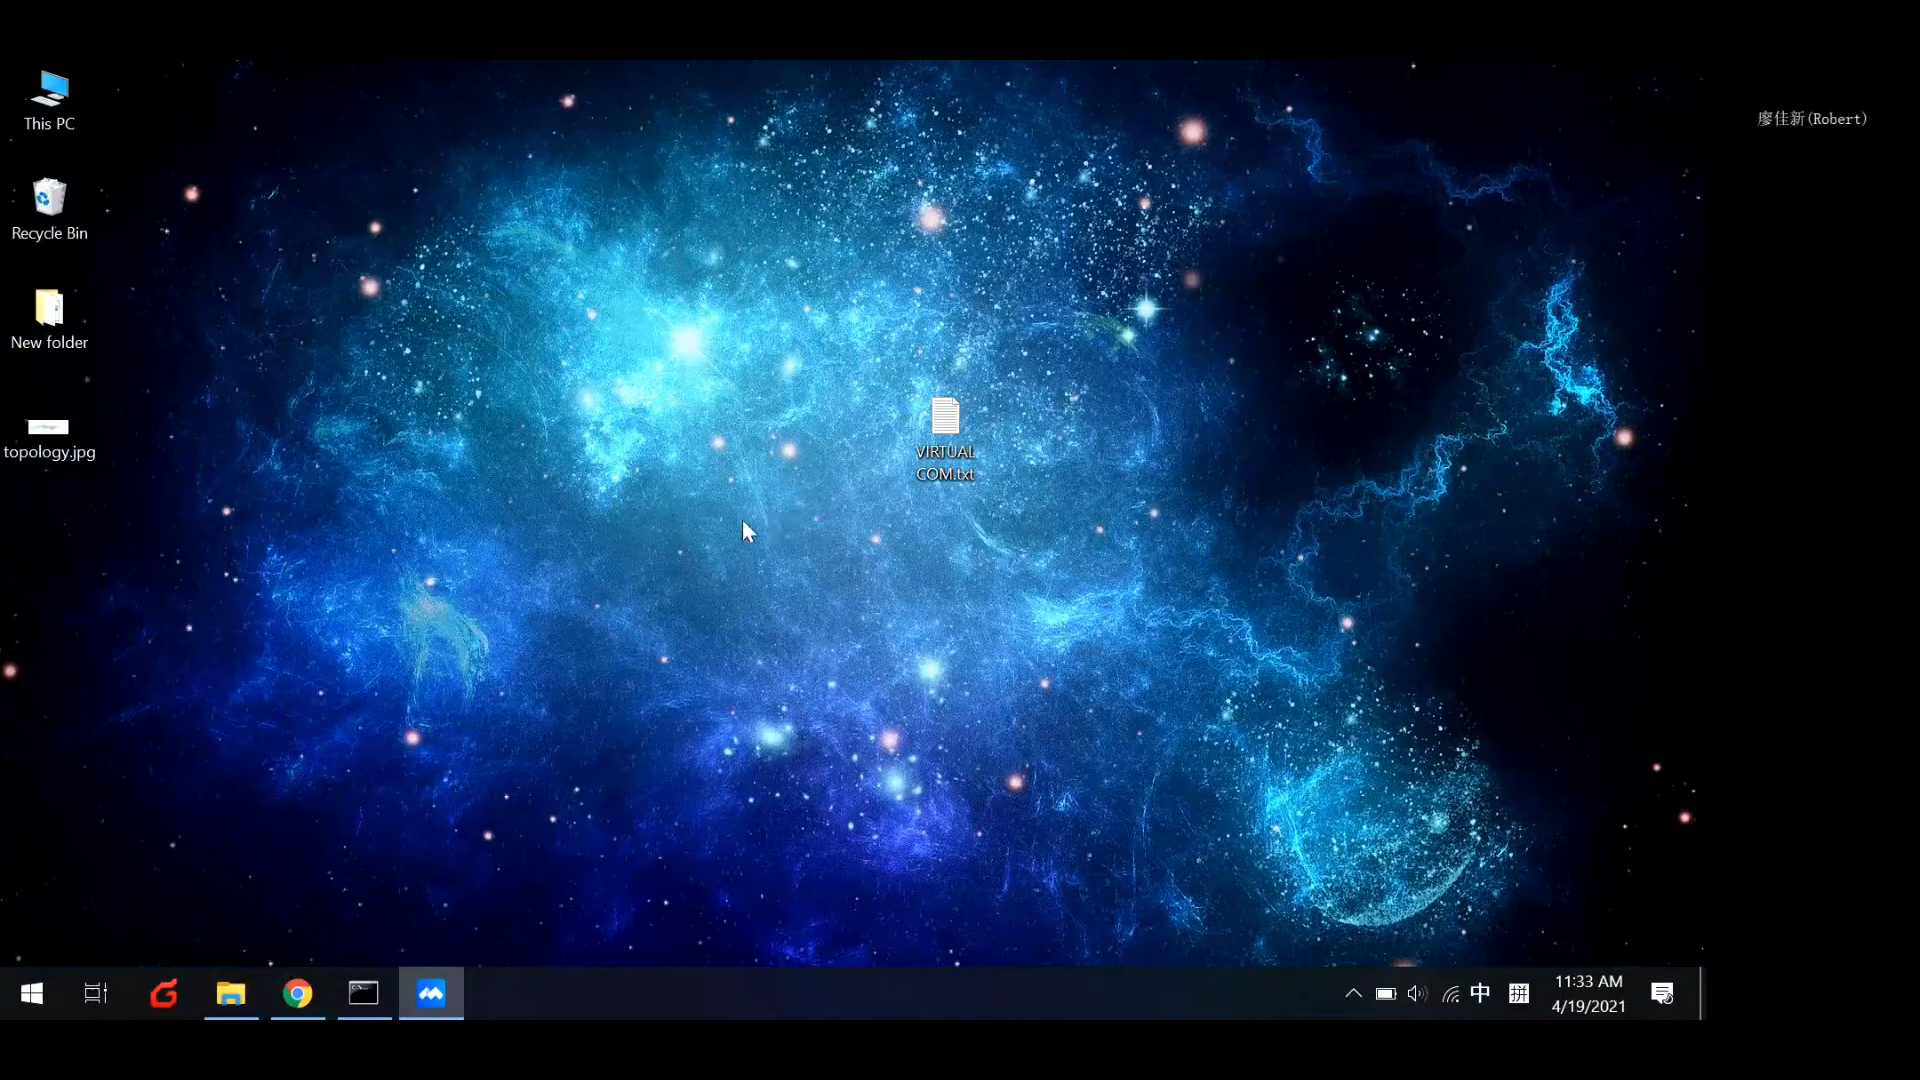 This PC
廖佳新(Robert)
Recycle Bin
New folder
topology.jpg
VIRTUAL
COM.txt
中
拼
11:33 AM
4/19/2021